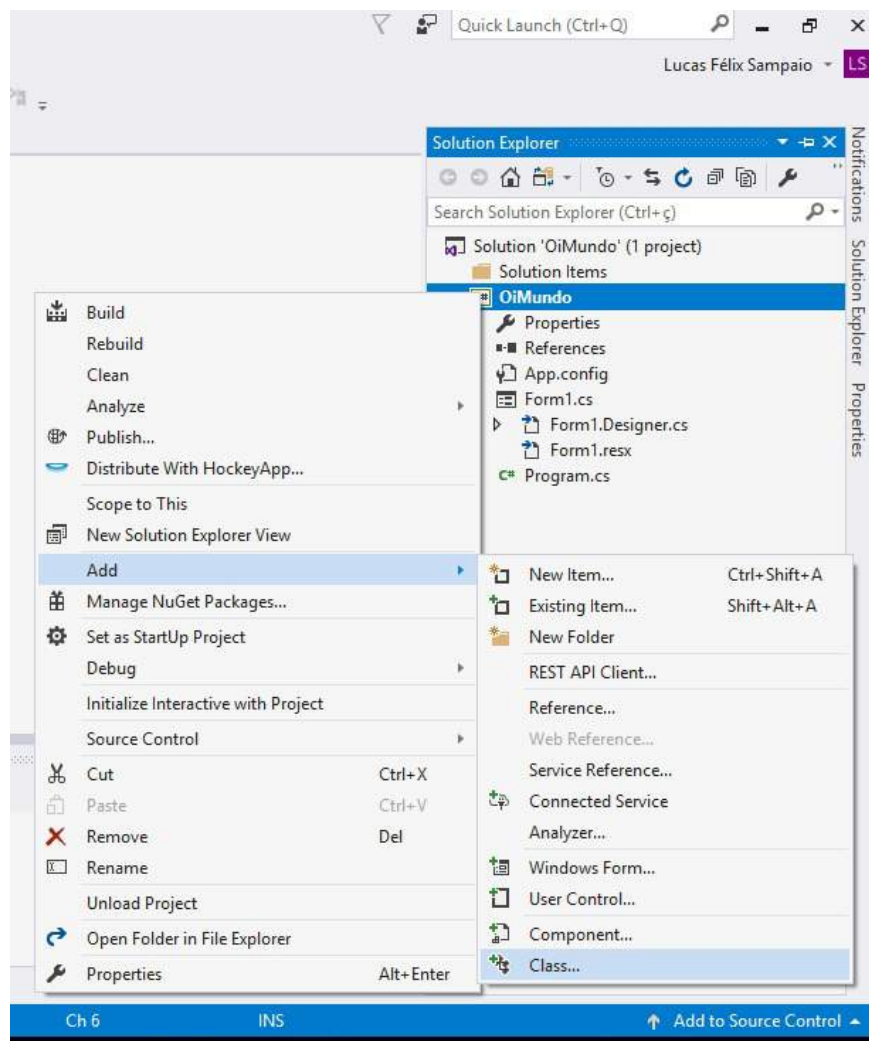 Quick Launch (Ctrl+Q)
Lucas Félix Sampaio
LS
Solution Explorer
Search Solution Explorer (Ctrl+ç)
Solution 'OiMundo' (1 project)
Solution Items
OiMundo
Properties
References
App.config
Form1.cs
Form1.Designer.cs
Form1.resx
C# Program.cs
Notifications
Solution Explorer
Properties
Build
Rebuild
Clean
Analyze
Publish...
Distribute With HockeyApp...
Scope to This
New Solution Explorer View
Add
Manage NuGet Packages...
Set as StartUp Project
Debug
Initialize Interactive with Project
Source Control
Cut Ctrl+X
Paste Ctrl+V
Remove Del
Rename
Unload Project
Open Folder in File Explorer
Properties Alt+Enter
New Item... Ctrl+Shift+A
Existing Item... Shift+Alt+A
New Folder
REST API Client...
Reference...
Web Reference...
Service Reference...
Connected Service
Analyzer...
Windows Form...
User Control...
Component...
Class...
Ch 6 INS Add to Source Control